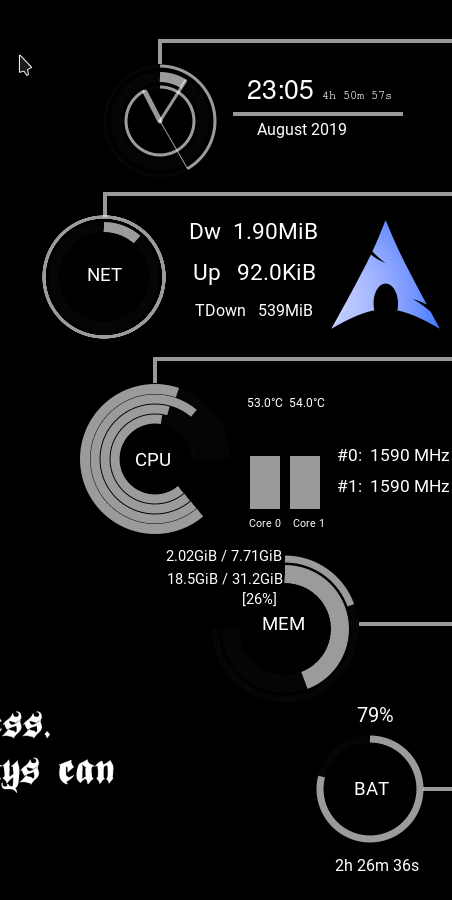 23:05 4h 50m 57s
August 2019
NET
Dw 1.90MiB
Up 92.0KiB
TDown 539MiB
53.0°C 54.0°C
CPU
#0: 1590 MHz
#1: 1590 MHz
Core 0 Core 1
2.02GiB / 7.71GiB
18.5GiB / 31.2GiB
[26%]
MEM
can
79%
BAT
2h 26m 36s